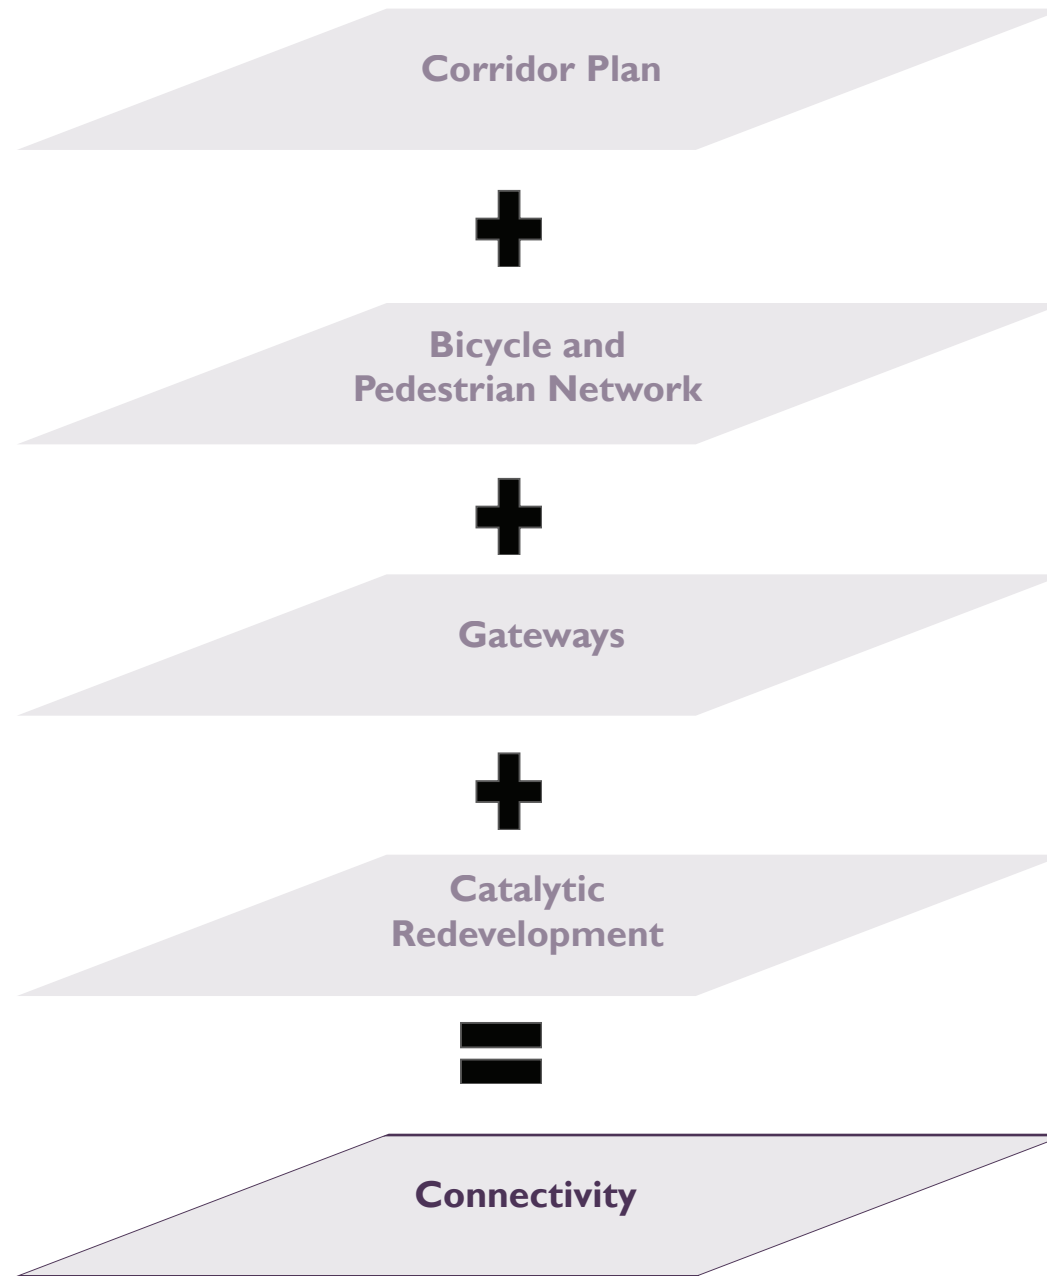 Corridor Plan
Bicycle and
Pedestrian Network
Gateways
Catalytic
Redevelopment
Connectivity